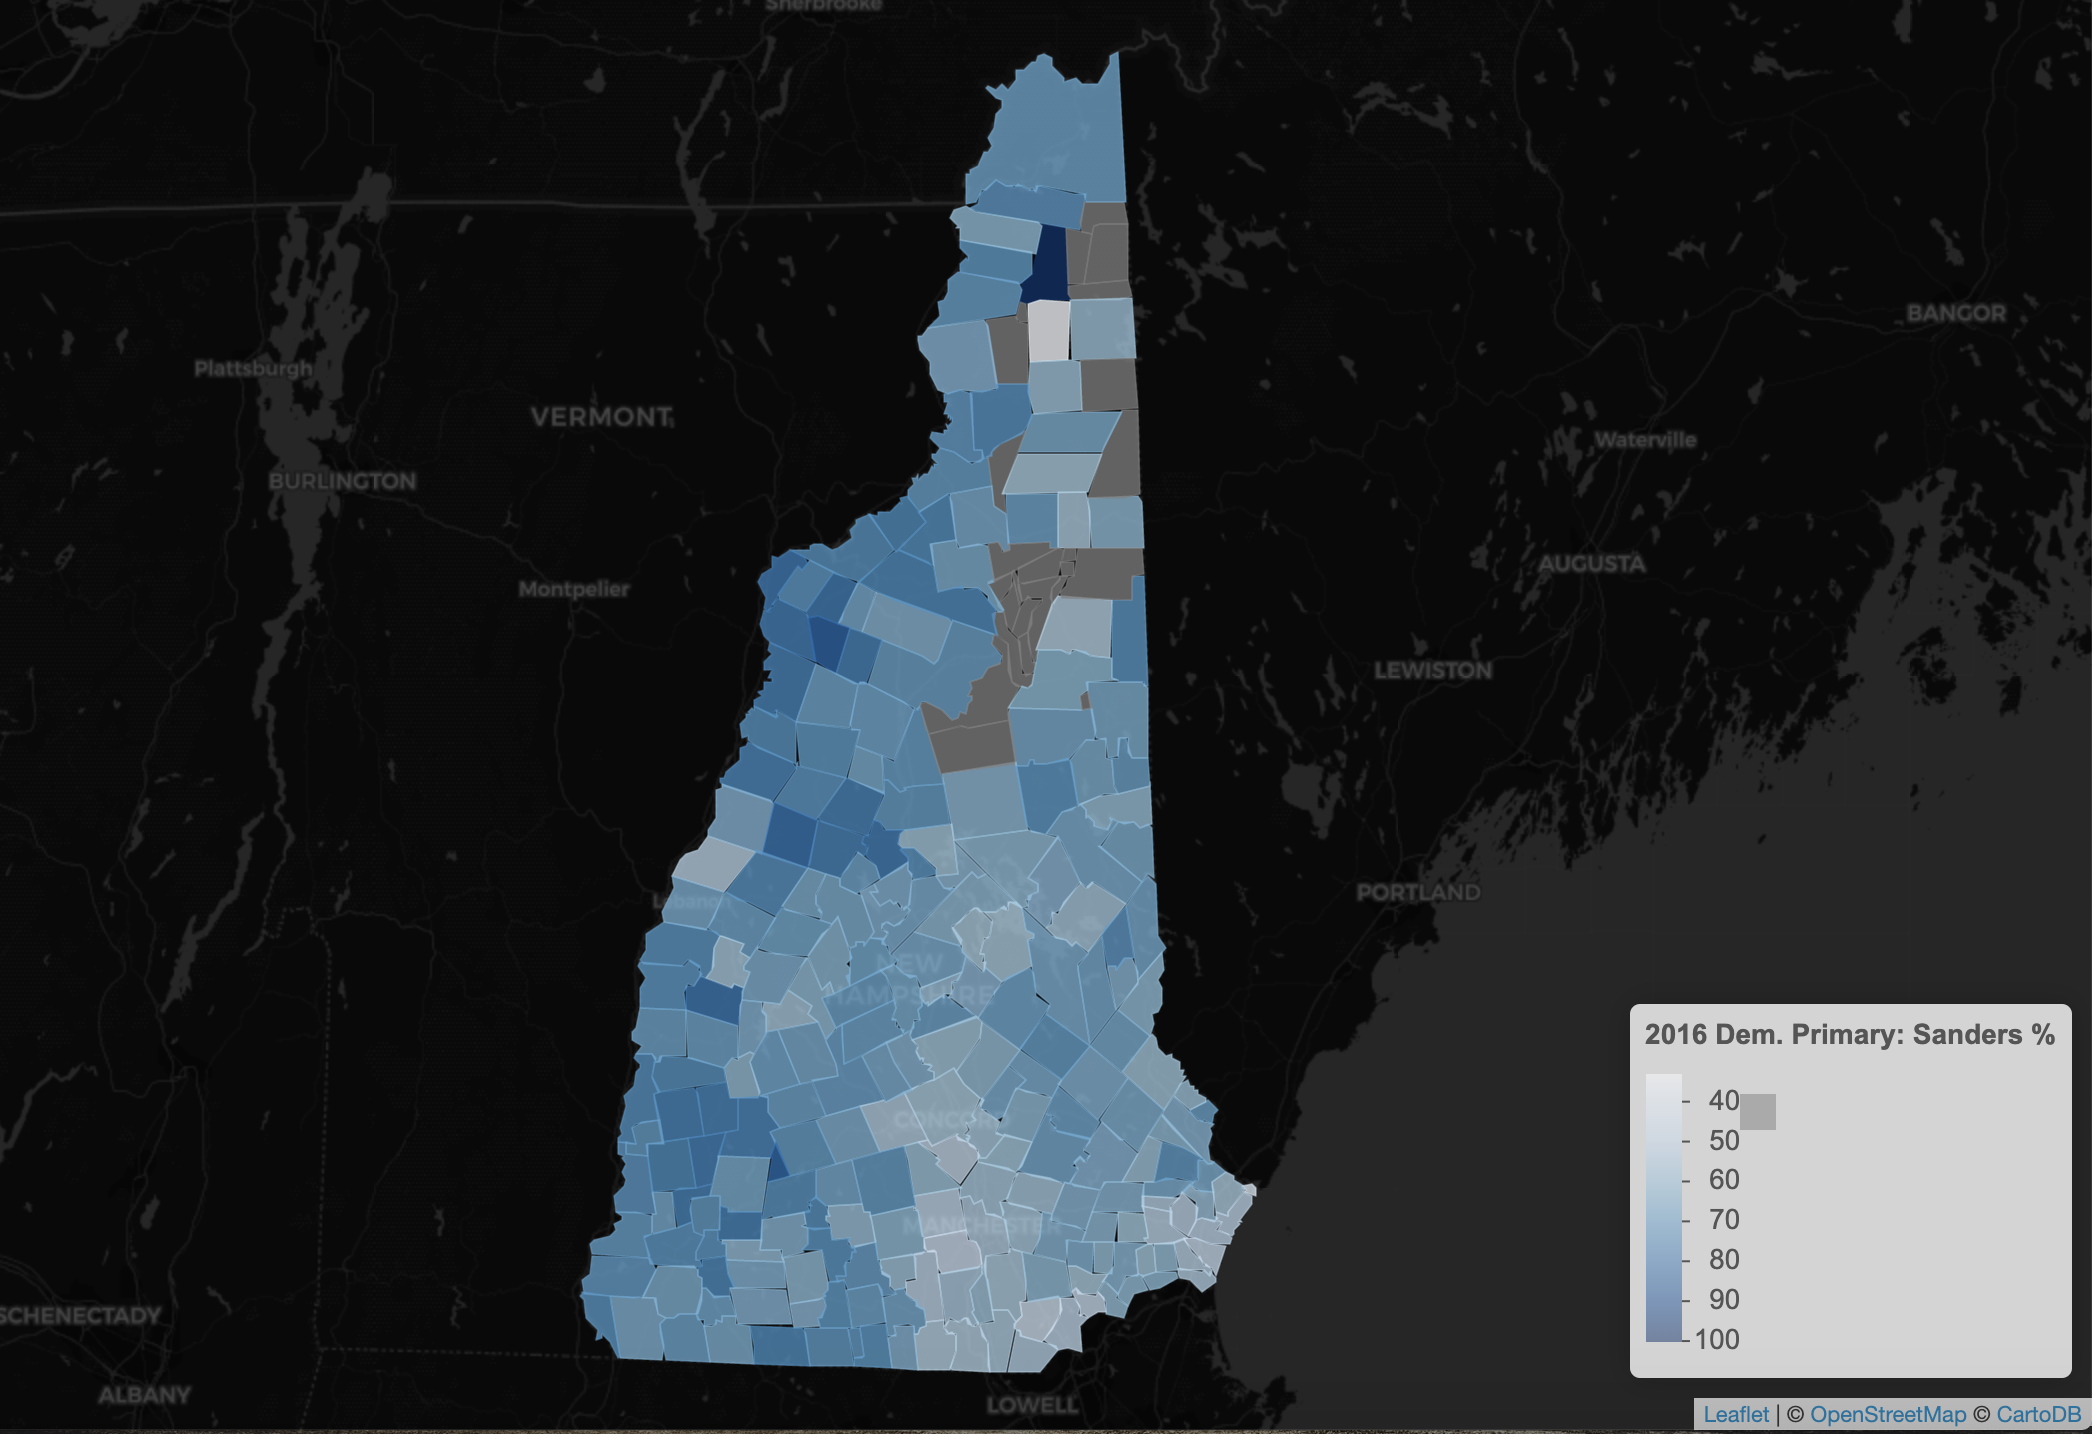 Sherbrooke
BANGOR
Plattsburgh
VERMONT
Waterville
BURLINGTON
AUGUSTA
Montpelier
LEWISTON
PORTLAND
Lebanon
NEW
HAMPSHIRE
2016 Dem. Primary: Sanders %
40
50
60
70
80
90
100
CONCORD
MANCHESTER
SCHENECTADY
ALBANY
LOWELL
Leaflet | © OpenStreetMap © CartoDB